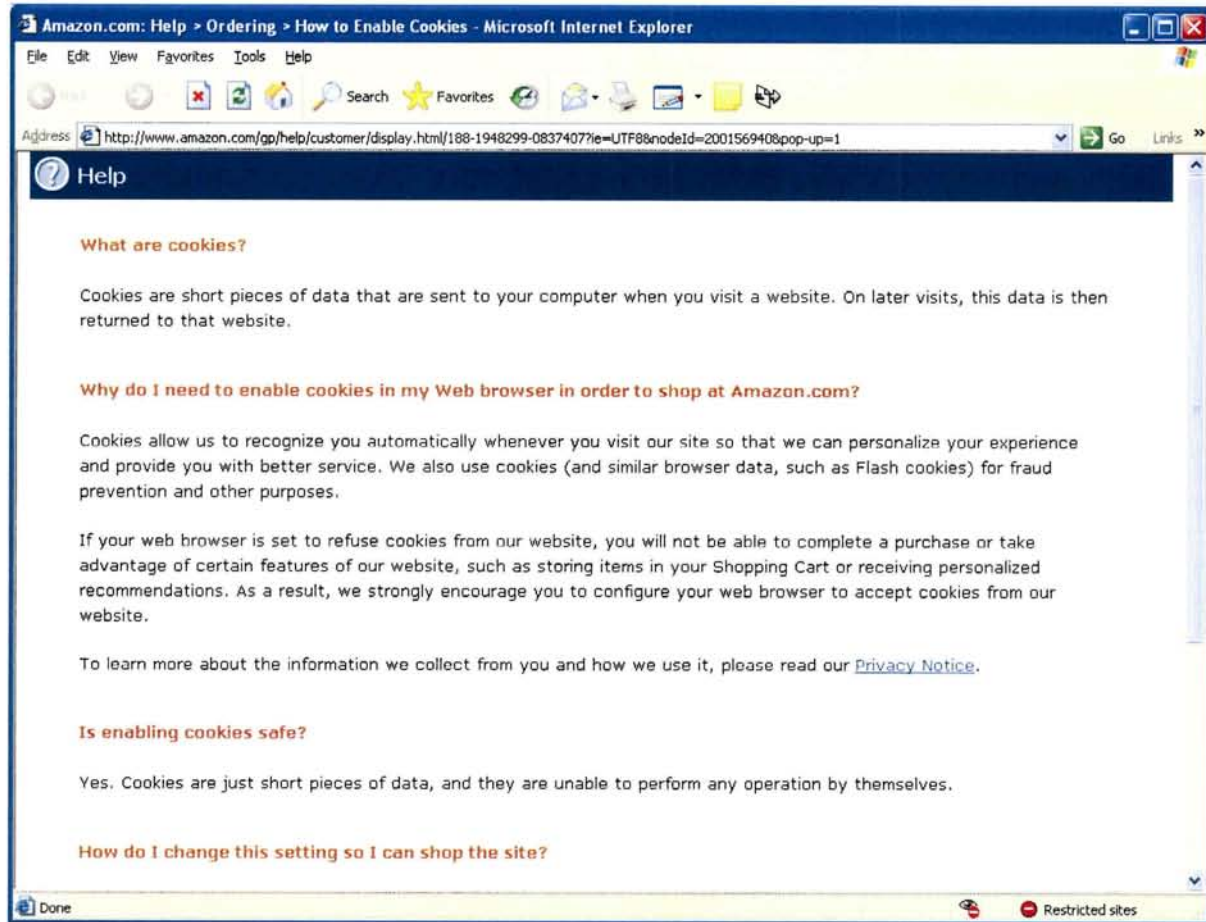 Amazon.com: Help > Ordering > How to Enable Cookies - Microsoft Internet Explorer
File Edit View Favorites Tools Help
Search Favorites
Address http://www.amazon.com/gp/help/customer/display.html/188-1948299-0837407?ie=UTF8&nodeId=200156940&pop-up=1 Go Links »
? Help
What are cookies?
Cookies are short pieces of data that are sent to your computer when you visit a website. On later visits, this data is then
returned to that website.
Why do I need to enable cookies in my Web browser in order to shop at Amazon.com?
Cookies allow us to recognize you automatically whenever you visit our site so that we can personalize your experience
and provide you with better service. We also use cookies (and similar browser data, such as Flash cookies) for fraud
prevention and other purposes.
If your web browser is set to refuse cookies from our website, you will not be able to complete a purchase or take
advantage of certain features of our website, such as storing items in your Shopping Cart or receiving personalized
recommendations. As a result, we strongly encourage you to configure your web browser to accept cookies from our
website.
To learn more about the information we collect from you and how we use it, please read our Privacy Notice.
Is enabling cookies safe?
Yes. Cookies are just short pieces of data, and they are unable to perform any operation by themselves.
How do I change this setting so I can shop the site?
Done Restricted sites